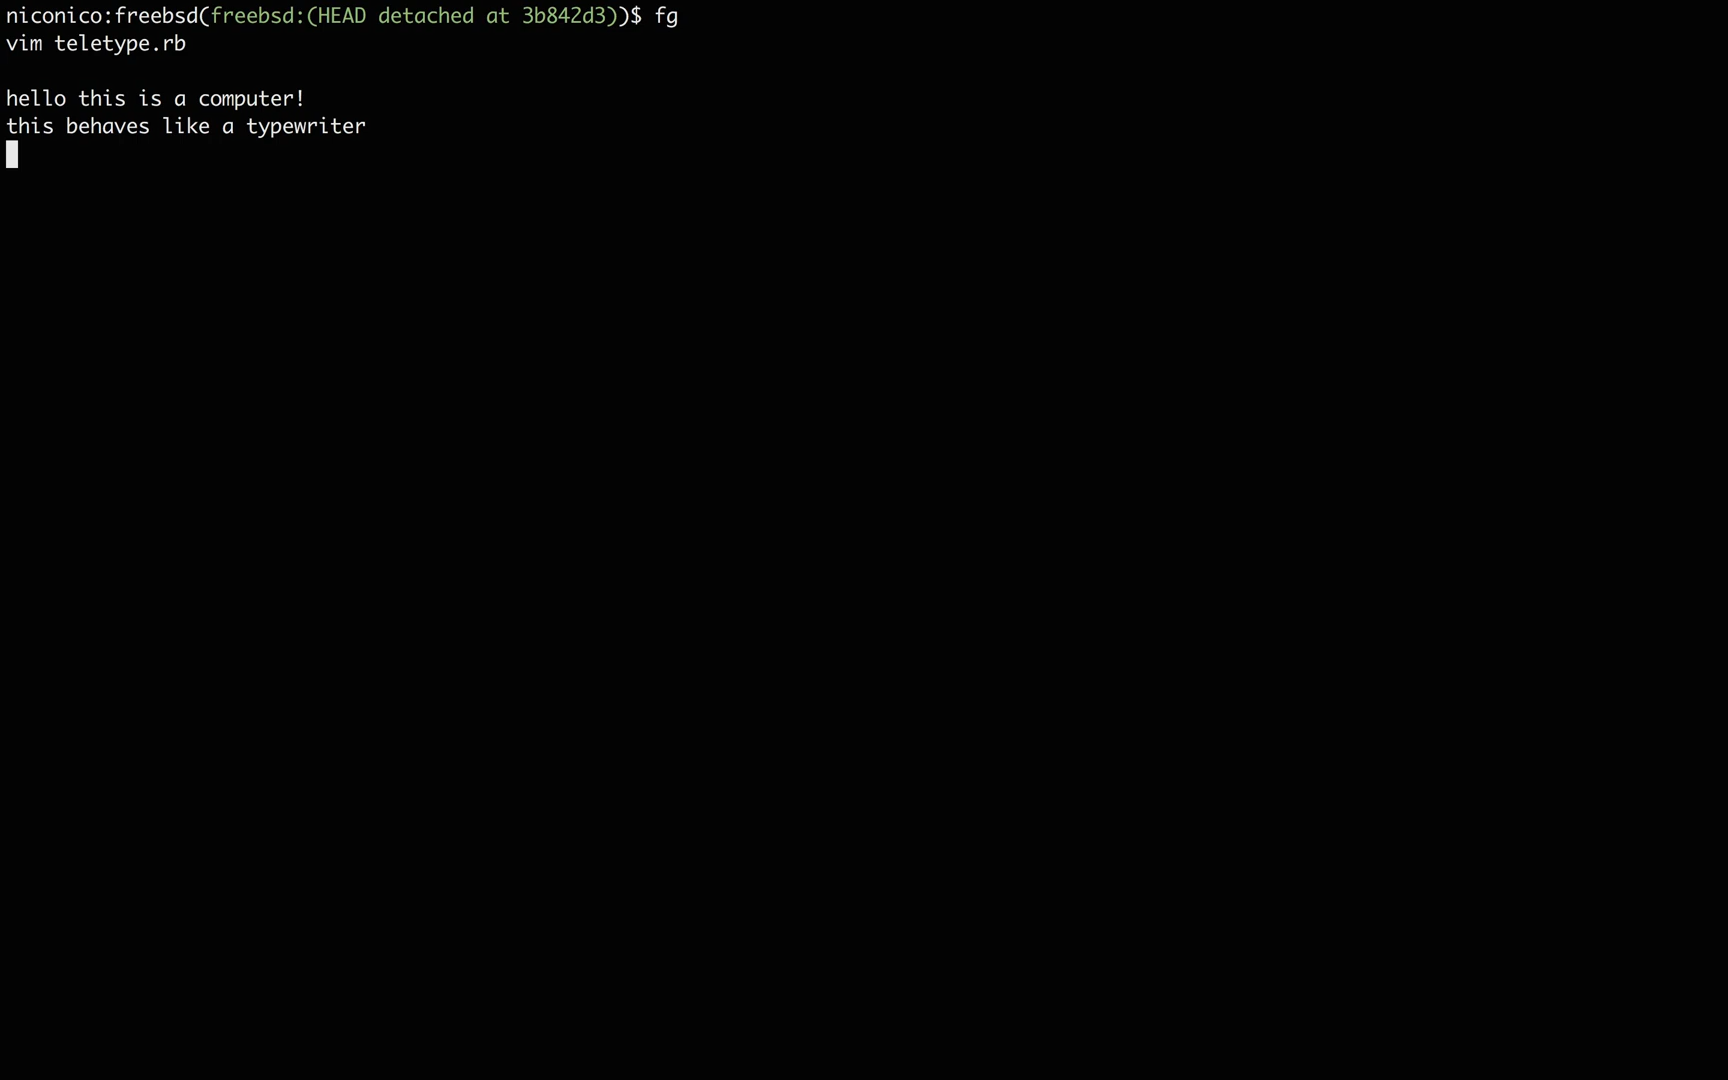 niconico:freebsd(freebsd:(HEAD detached at 3b842d3))$ fg
vim teletype.rb
hello this is a computer!
this behaves like a typewriter